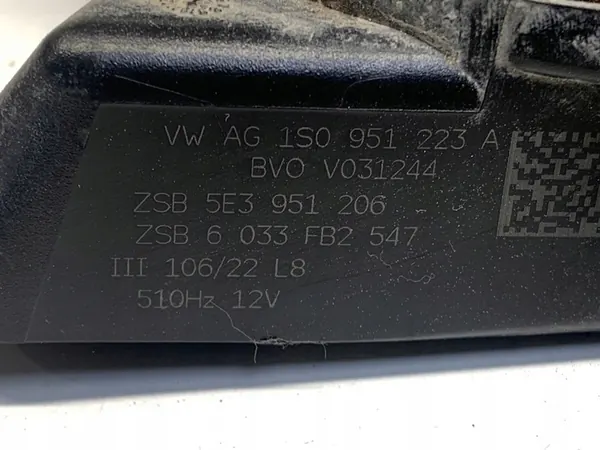 VW AG 1S0 951 223 A
BVO V031244
ZSB 5E3 951 206
ZSB 6 033 FB2 547
III 106/22 L8
510Hz 12V